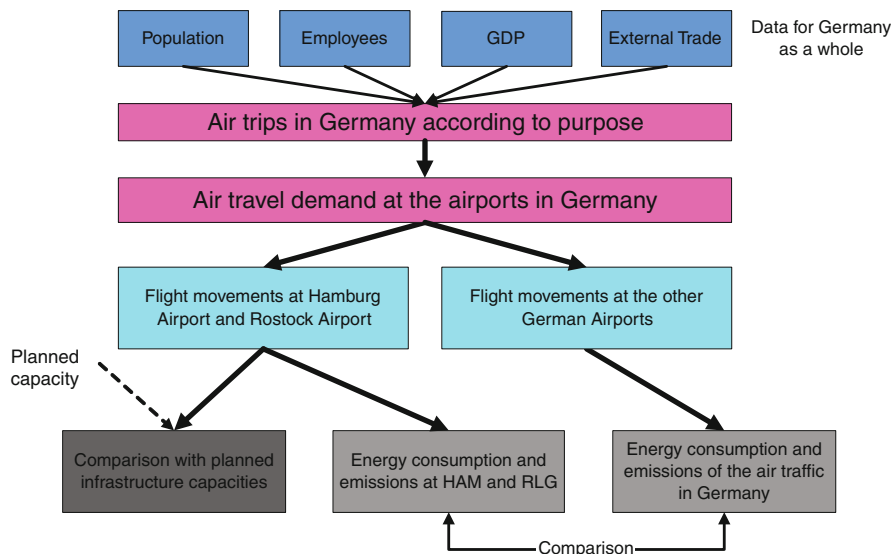 Population
Employees
GDP
External Trade
Data for Germany
as a whole
Air trips in Germany according to purpose
Air travel demand at the airports in Germany
Flight movements at Hamburg
Airport and Rostock Airport
Flight movements at the other
German Airports
Planned
capacity
Comparison with planned
infrastructure capacities
Energy consumption and
emissions at HAM and RLG
Energy consumption and
emissions of the air traffic
in Germany
Comparison